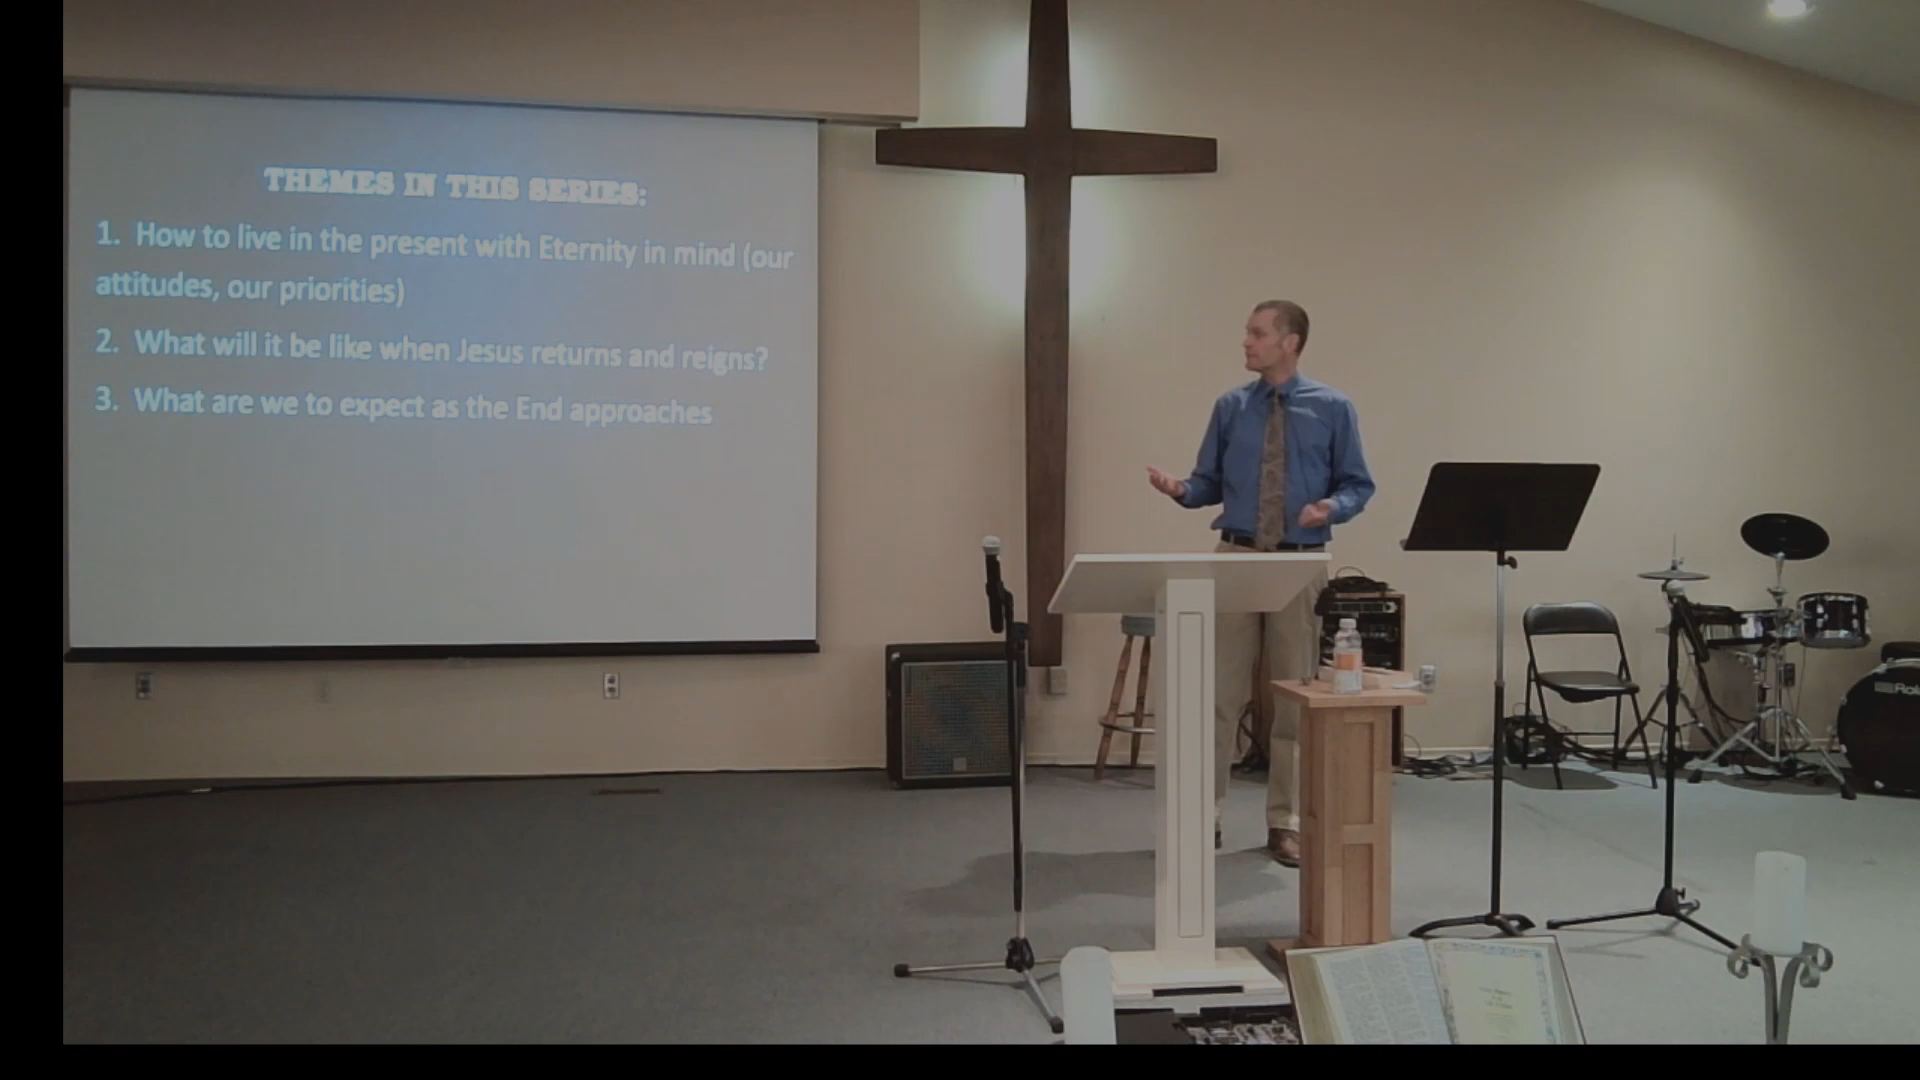 THEMES IN THIS SERIES:
1. How to live in the present with Eternity in mind (our
attitudes, our priorities)
2. What will it be like when Jesus returns and reigns?
3. What are we to expect as the End approaches